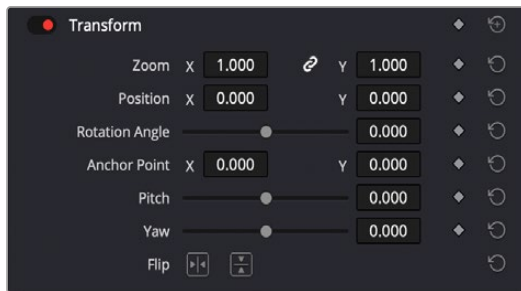 Transform
Zoom X 1.000 Y 1.000
Position X 0.000 Y 0.000
Rotation Angle 0.000
Anchor Point X 0.000 Y 0.000
Pitch 0.000
Yaw 0.000
Flip